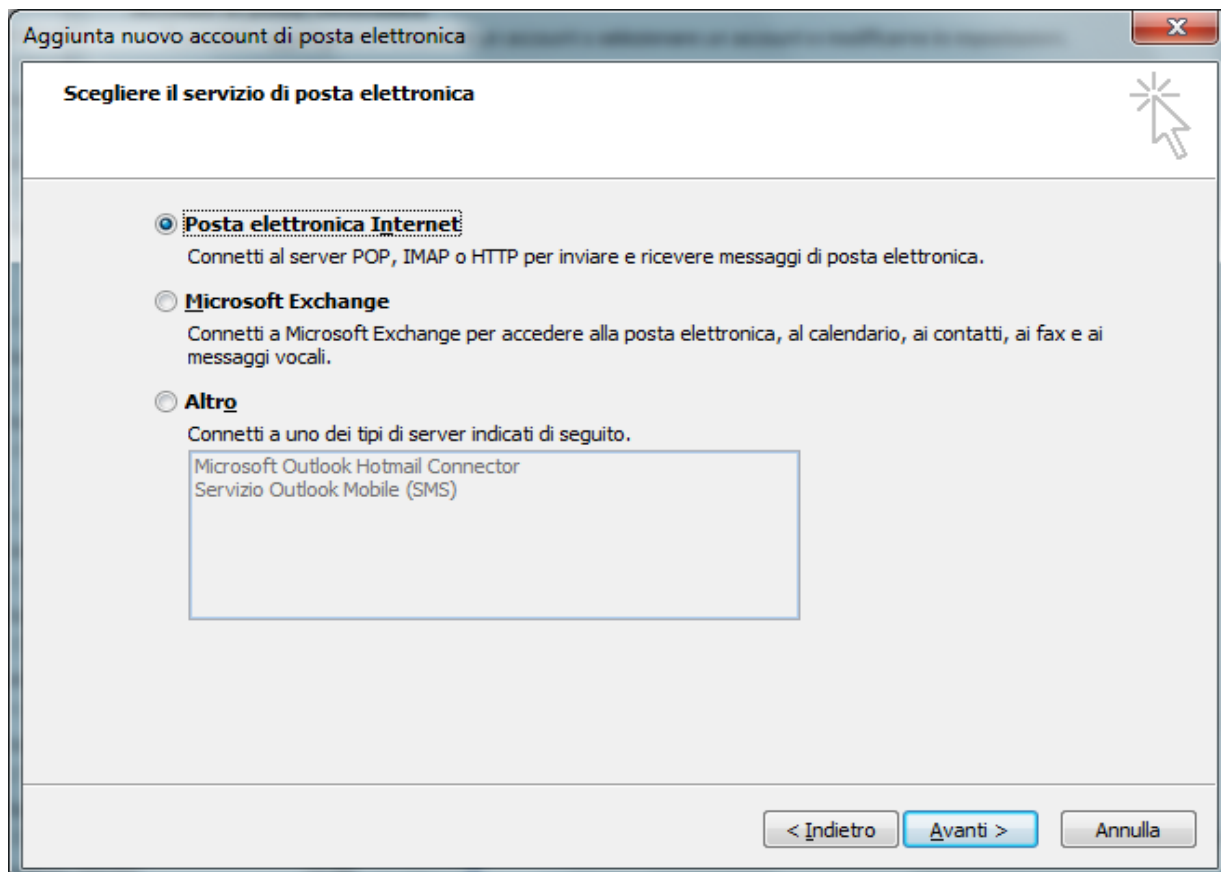 Aggiunta nuovo account di posta elettronica
Scegliere il servizio di posta elettronica
Posta elettronica Internet
Connetti al server POP, IMAP o HTTP per inviare e ricevere messaggi di posta elettronica.
Microsoft Exchange
Connetti a Microsoft Exchange per accedere alla posta elettronica, al calendario, ai contatti, ai fax e ai
messaggi vocali.
Altro
Connetti a uno dei tipi di server indicati di seguito.
Microsoft Outlook Hotmail Connector
Servizio Outlook Mobile (SMS)
< Indietro Avanti > Annulla